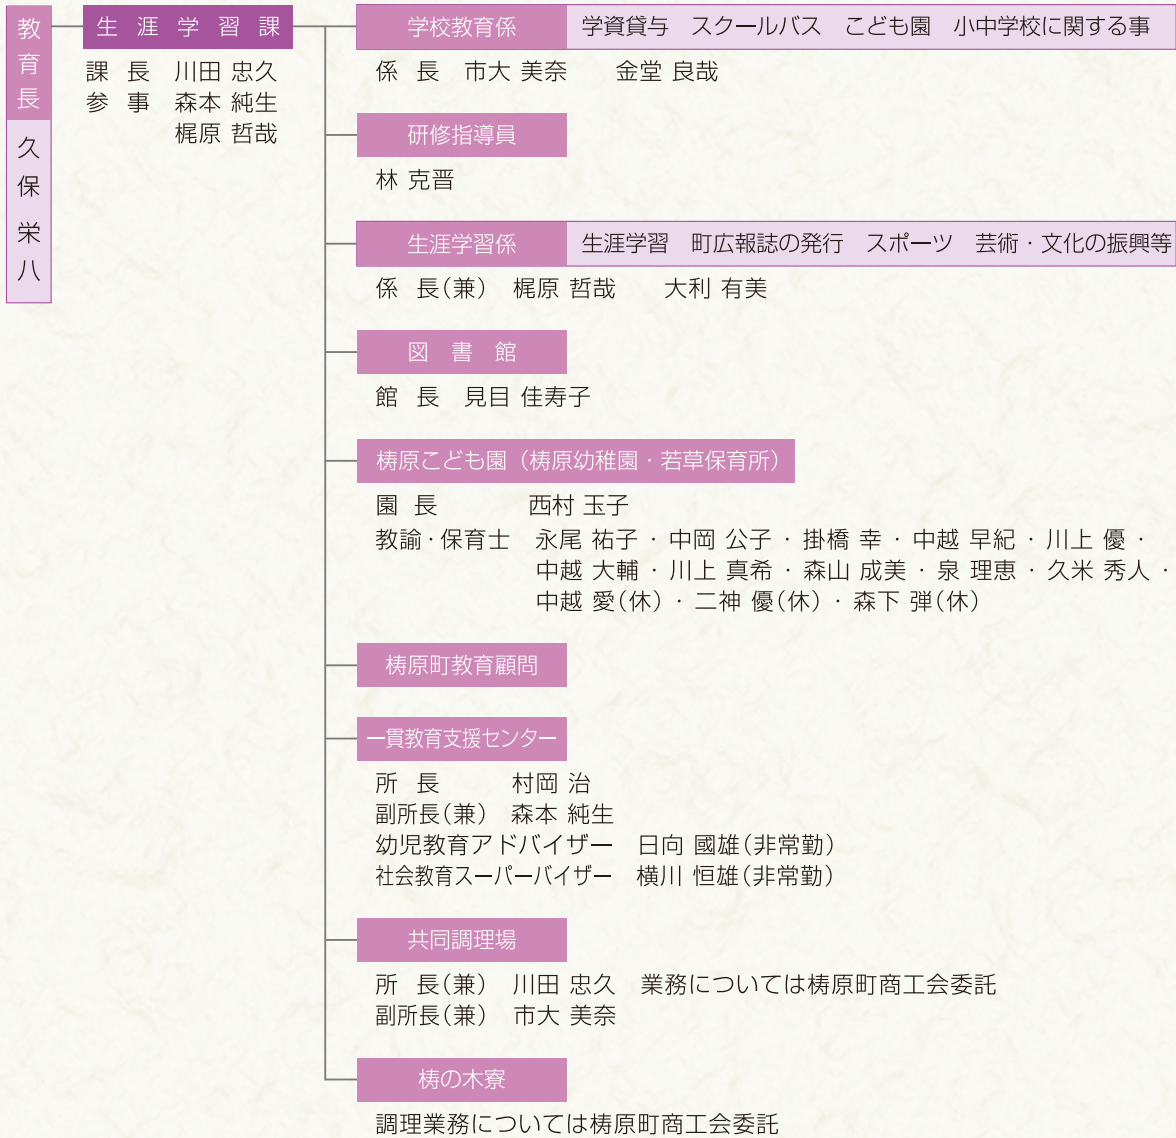 教育長
久保 栄八
生涯学習課
課 長 川田 忠久
参 事 森本 純生
梶原 哲哉
学校教育係 学資貸与 スクールバス こども園 小中学校に関する事
係 長 市大 美奈 金堂 良哉
研修指導員
林 克晋
生涯学習係 生涯学習 町広報誌の発行 スポーツ 芸術・文化の振興等
係 長(兼) 梶原 哲哉 大利 有美
図 書 館
館 長 見目 佳寿子
梼原こども園（梼原幼稚園・若草保育所）
園 長 西村 玉子
教諭・保育士 永尾 祐子・中岡 公子・掛橋 幸・中越 早紀・川上 優・
中越 大輔・川上 真希・森山 成美・泉 理恵・久米 秀人・
中越 愛(休)・二神 優(休)・森下 弾(休)
梼原町教育顧問
一貫教育支援センター
所 長 村岡 治
副所長(兼) 森本 純生
幼児教育アドバイザー 日向 國雄(非常勤)
社会教育スーパーバイザー 横川 恒雄(非常勤)
共同調理場
所 長(兼) 川田 忠久 業務については梼原町商工会委託
副所長(兼) 市大 美奈
梼の木寮
調理業務については梼原町商工会委託